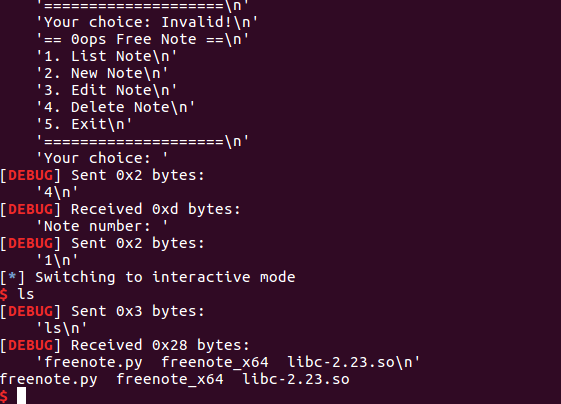 '=====================\n'
'Your choice: Invalid!\n'
'== 0ops Free Note ==\n'
'1. List Note\n'
'2. New Note\n'
'3. Edit Note\n'
'4. Delete Note\n'
'5. Exit\n'
'====================\n'
'Your choice: '
[DEBUG] Sent 0x2 bytes:
'4\n'
[DEBUG] Received 0xd bytes:
'Note number: '
[DEBUG] Sent 0x2 bytes:
'1\n'
[*] Switching to interactive mode
$ ls
[DEBUG] Sent 0x3 bytes:
'ls\n'
[DEBUG] Received 0x28 bytes:
'freenote.py  freenote_x64  libc-2.23.so\n'
freenote.py  freenote_x64  libc-2.23.so
$